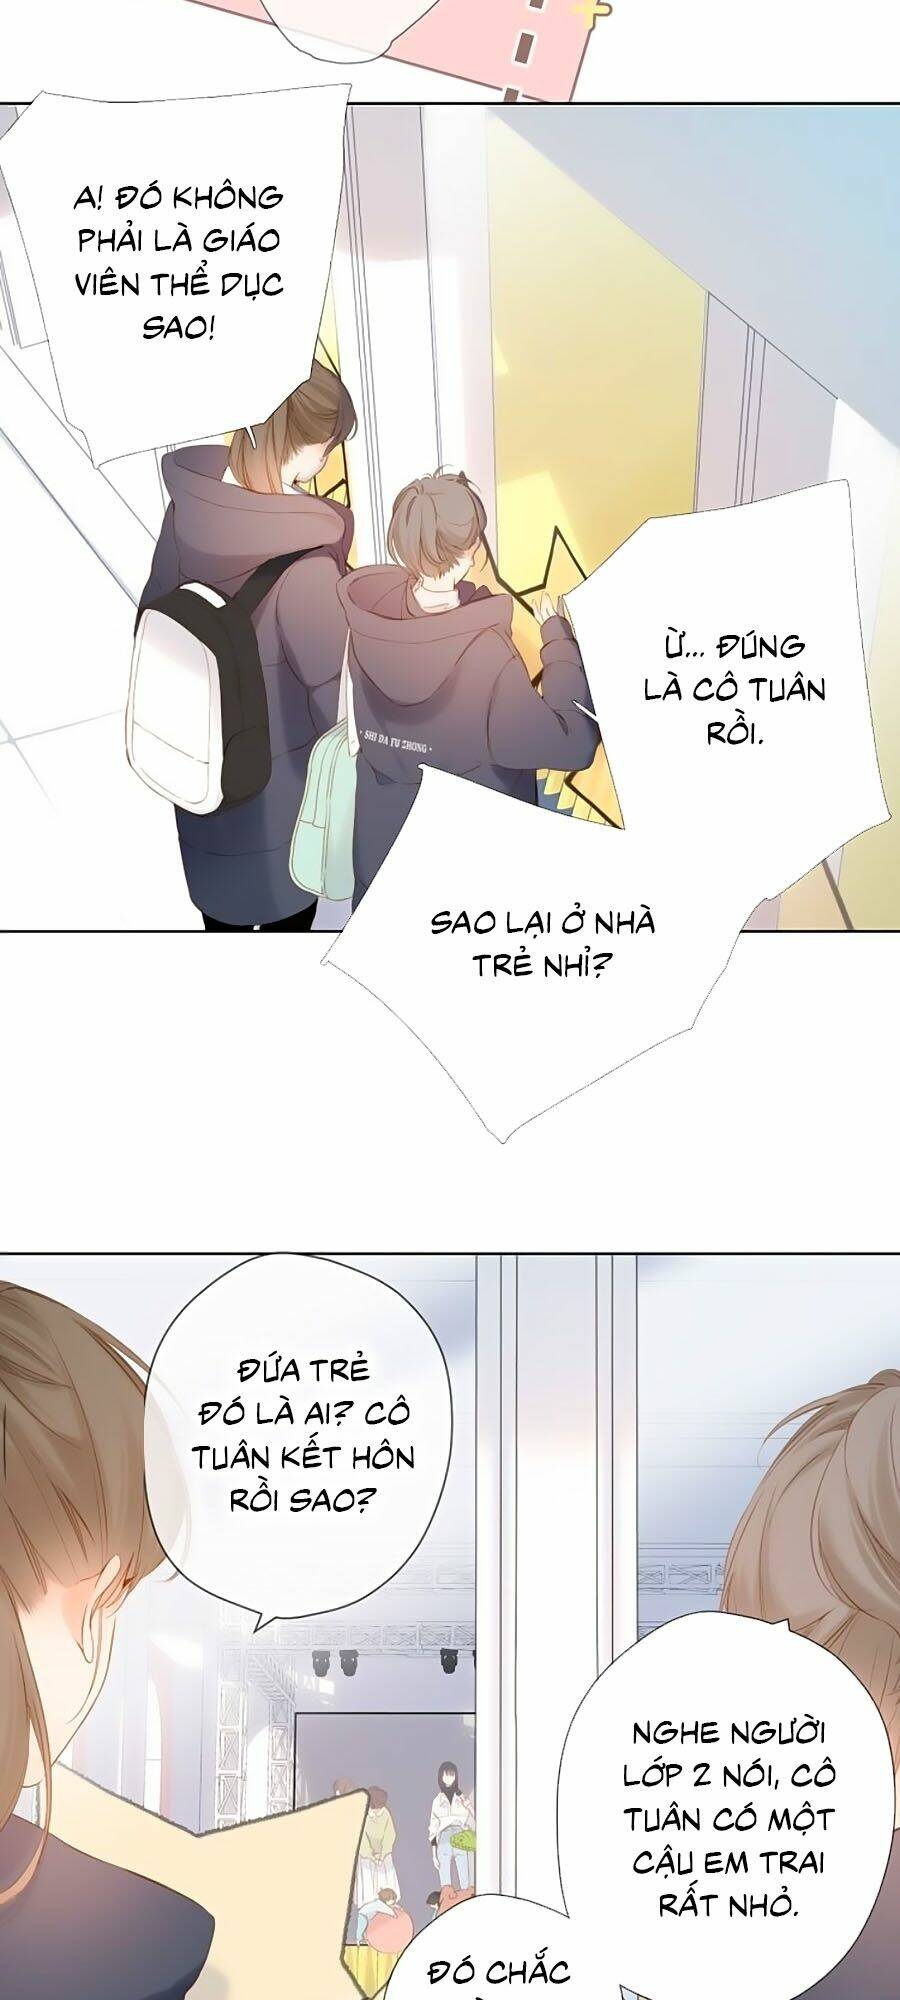 A! ĐÓ KHÔNG
PHẢI LÀ GIÁO
VIÊN THỂ DỤC
SAO!
Ừ... ĐÚNG
LÀ CÔ TUÂN
RỒI.
• SHI DA FU ZHONG •
SAO LẠI Ở NHÀ
TRẺ NHỈ?
ĐỨA TRẺ
ĐÓ LÀ AI? CÔ
TUÂN KẾT HÔN
RỒI SAO?
NGHE NGƯỜI
LỚP 2 NÓI, CÔ
TUÂN CÓ MỘT
CẬU EM TRAI
RẤT NHỎ.
ĐÓ CHẮC